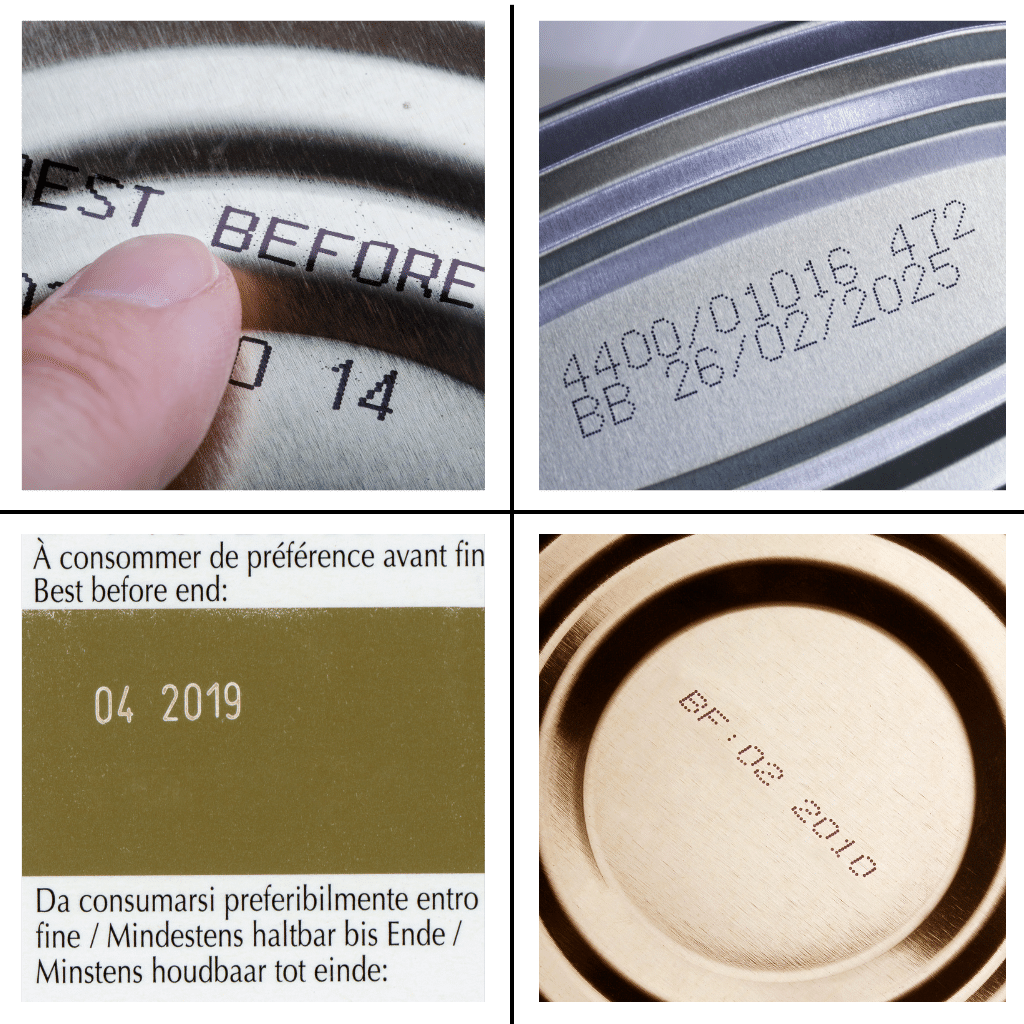 BEST BEFORE
14
4400/01016 472
BB 26/02/2025
À consommer de préférence avant fin
Best before end:
04 2019
Da consumarsi preferibilmente entro
fine / Mindestens haltbar bis Ende /
Minstens houdbaar tot einde:
BF·02 2010